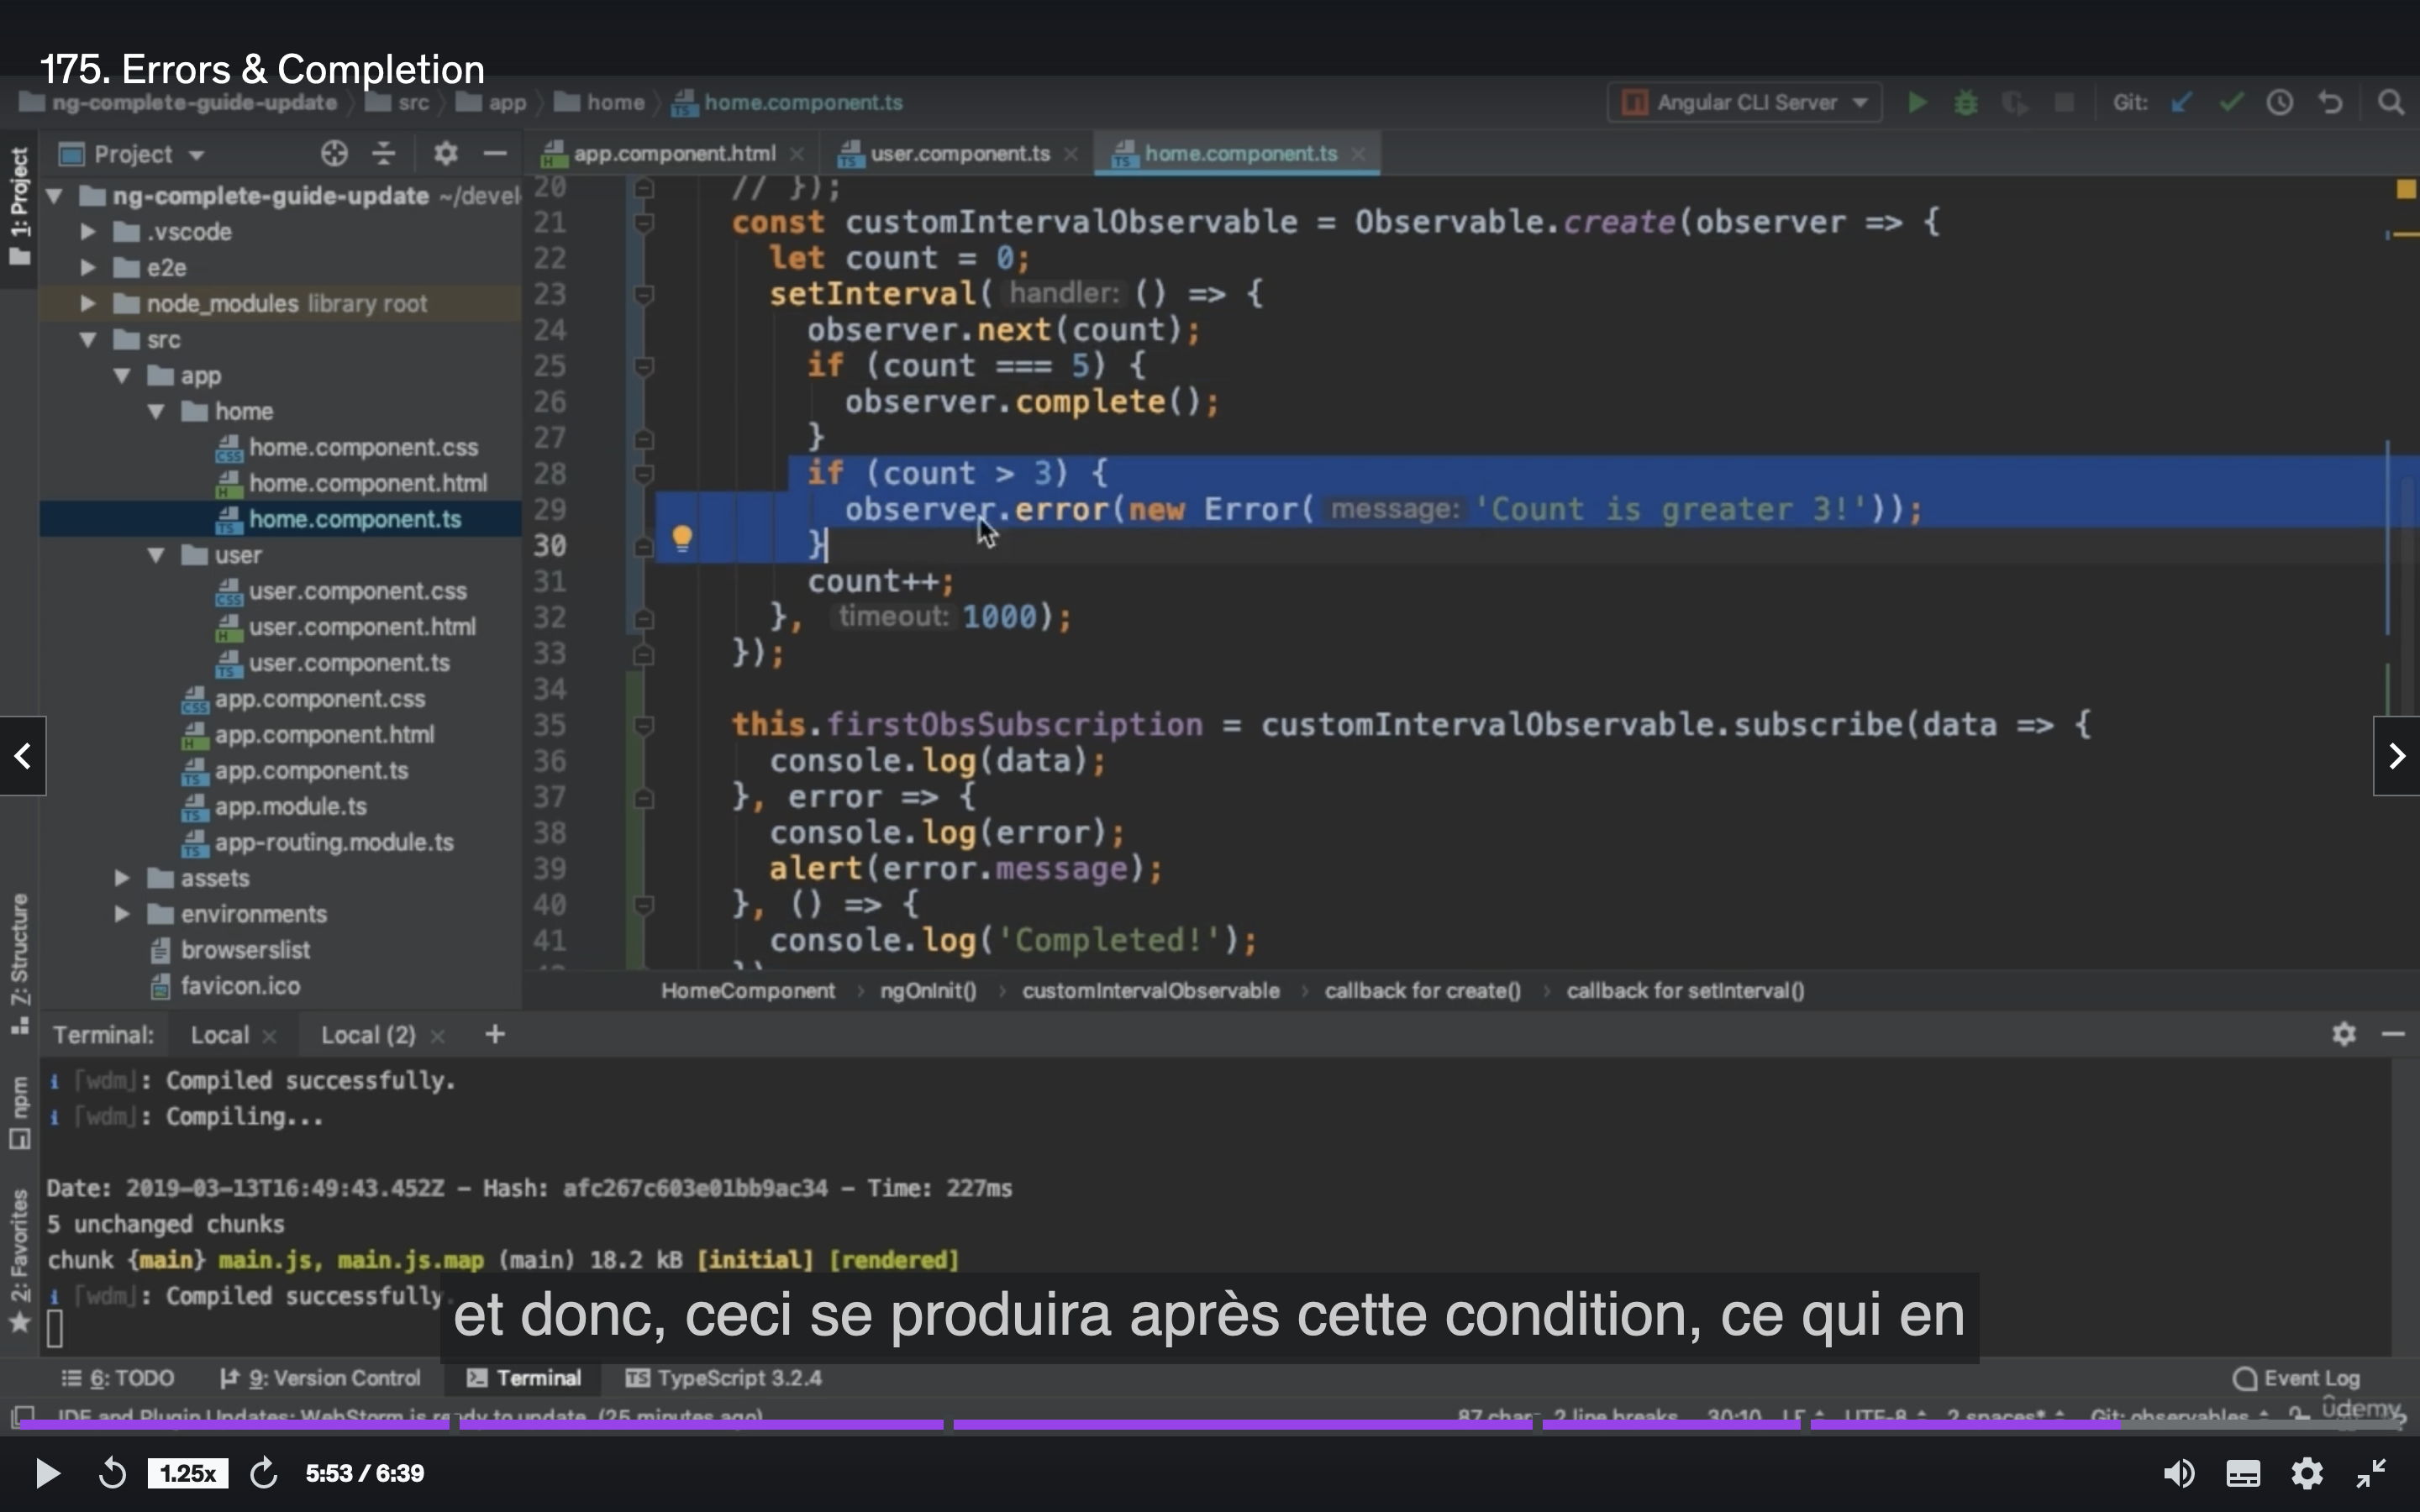 175. Errors & Completion
ng-complete-guide-update src app home home.component.ts
Angular CLI Server Git:
1: Project
Project
app.component.html user.component.ts home.component.ts
ng-complete-guide-update ~/devel
.vscode
e2e
node_modules library root
src
app
home
home.component.css
home.component.html
home.component.ts
user
user.component.css
user.component.html
user.component.ts
app.component.css
app.component.html
app.component.ts
app.module.ts
app-routing.module.ts
assets
environments
browserslist
favicon.ico
20 // });
21 const customIntervalObservable = Observable.create(observer => {
22 let count = 0;
23 setInterval( handler: () => {
24 observer.next(count);
25 if (count === 5) {
26 observer.complete();
27 }
28 if (count > 3) {
29 observer.error(new Error( message: 'Count is greater 3!'));
30 }
31 count++;
32 }, timeout: 1000);
33 });
34
35 this.firstObsSubscription = customIntervalObservable.subscribe(data => {
36 console.log(data);
37 }, error => {
38 console.log(error);
39 alert(error.message);
40 }, () => {
41 console.log('Completed!');
HomeComponent ngOnInit() customIntervalObservable callback for create() callback for setInterval()
Z: Structure
npm
2: Favorites
Terminal: Local Local (2) +
i ｢wdm｣: Compiled successfully.
i ｢wdm｣: Compiling...
Date: 2019-03-13T16:49:43.452Z - Hash: afc267c603e01bb9ac34 - Time: 227ms
5 unchanged chunks
chunk {main} main.js, main.js.map (main) 18.2 kB [initial] [rendered]
i ｢wdm｣: Compiled successfully.
et donc, ceci se produira après cette condition, ce qui en
6: TODO 9: Version Control Terminal TypeScript 3.2.4 Event Log
IDE and Plugin Updates: WebStorm is ready to update. (25 minutes ago) 2 line breaks 30:10 LF UTF-8 2 spaces* Git: observables
ûdemy
1.25x 5:53 / 6:39